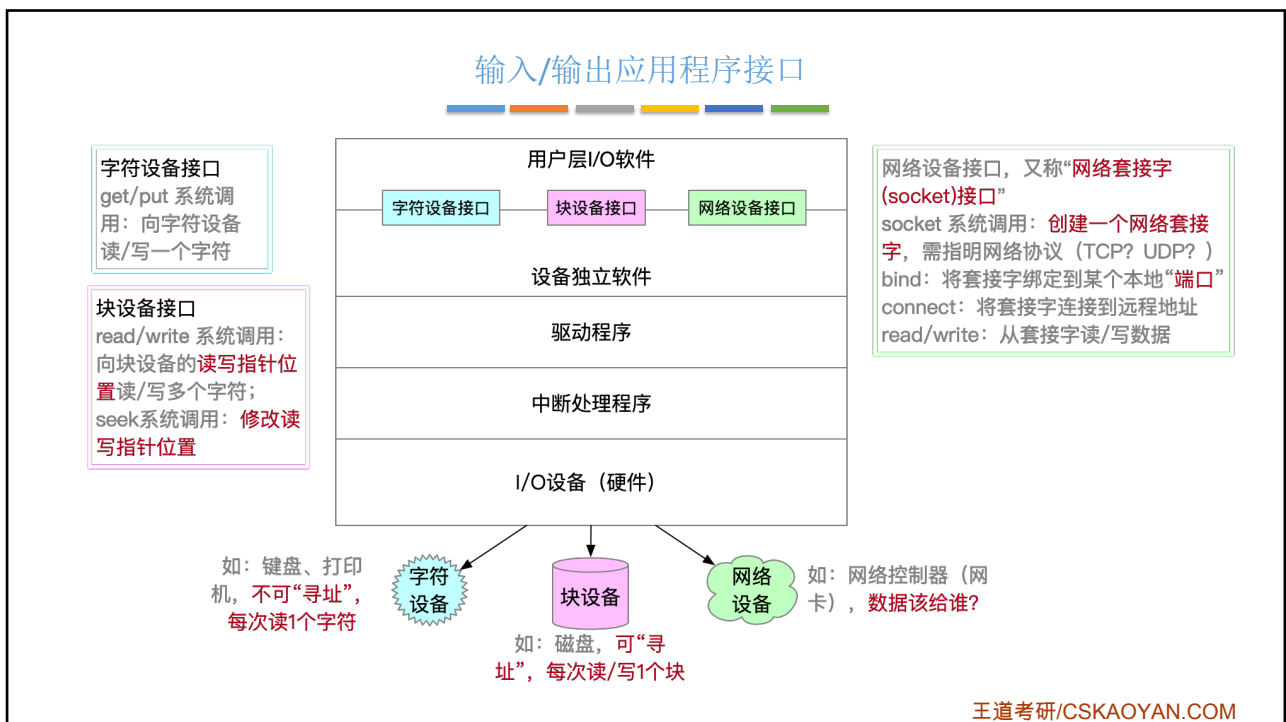 输入/输出应用程序接口
字符设备接口
get/put 系统调
用：向字符设备
读/写一个字符
块设备接口
read/write 系统调用：
向块设备的读写指针位
置读/写多个字符；
seek系统调用：修改读
写指针位置
用户层I/O软件
字符设备接口
块设备接口
网络设备接口
设备独立软件
驱动程序
中断处理程序
I/O设备（硬件）
网络设备接口，又称“网络套接字
(socket)接口”
socket 系统调用：创建一个网络套接
字，需指明网络协议（TCP？UDP？）
bind：将套接字绑定到某个本地“端口”
connect：将套接字连接到远程地址
read/write：从套接字读/写数据
如：键盘、打印
机，不可“寻址”，
每次读1个字符
字符
设备
块设备
如：磁盘，可“寻
址”，每次读/写1个块
网络
设备
如：网络控制器（网
卡），数据该给谁?
王道考研/CSKAOYAN.COM